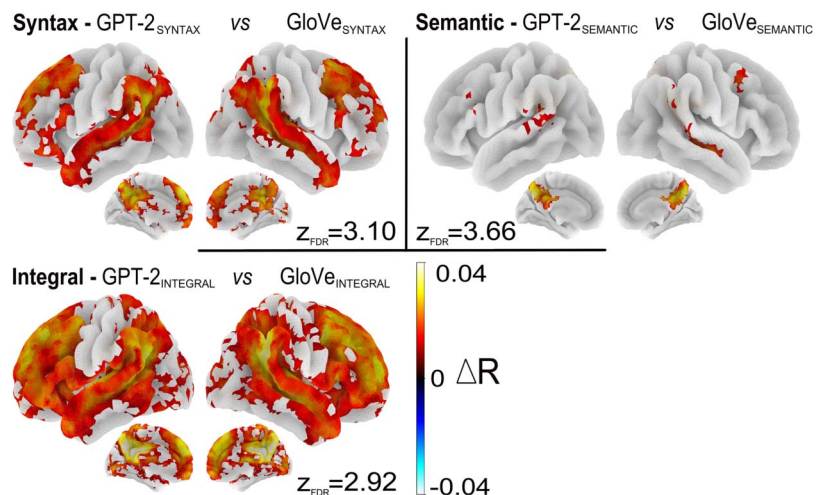 Syntax - GPT-2SYNTAX vs GloVeSYNTAX
Semantic - GPT-2SEMANTIC vs GloVeSEMANTIC
zFDR=3.10
zFDR=3.66
Integral - GPT-2INTEGRAL vs GloVeINTEGRAL
0.04
0 ΔR
-0.04
zFDR=2.92